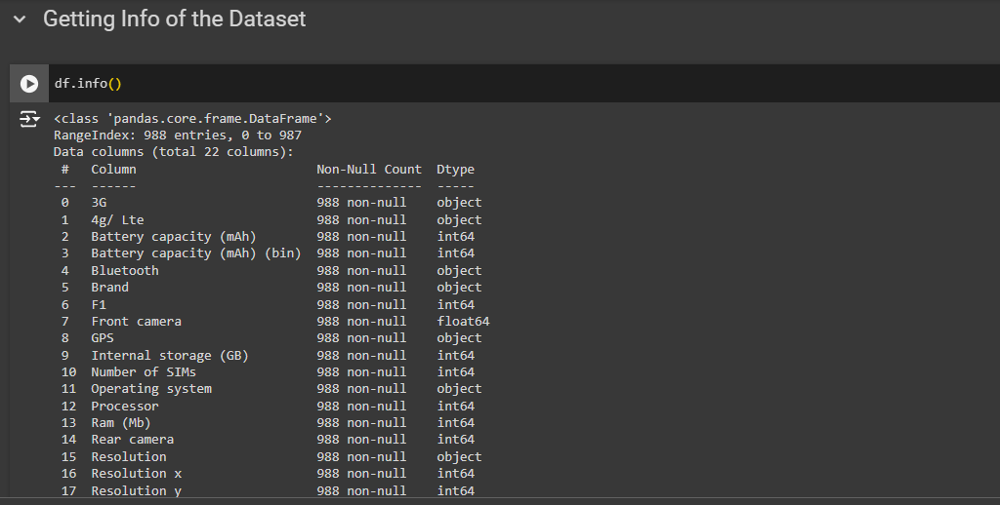 Getting Info of the Dataset
df.info()
<class 'pandas.core.frame.DataFrame'>
RangeIndex: 988 entries, 0 to 987
Data columns (total 22 columns):
 #   Column                        Non-Null Count  Dtype
---  ------                        --------------  -----
 0   3G                            988 non-null    object
 1   4g/ Lte                       988 non-null    object
 2   Battery capacity (mAh)        988 non-null    int64
 3   Battery capacity (mAh) (bin)  988 non-null    int64
 4   Bluetooth                     988 non-null    object
 5   Brand                         988 non-null    object
 6   F1                            988 non-null    int64
 7   Front camera                  988 non-null    float64
 8   GPS                           988 non-null    object
 9   Internal storage (GB)         988 non-null    int64
 10  Number of SIMs                988 non-null    int64
 11  Operating system              988 non-null    object
 12  Processor                     988 non-null    int64
 13  Ram (Mb)                      988 non-null    int64
 14  Rear camera                   988 non-null    int64
 15  Resolution                    988 non-null    object
 16  Resolution x                  988 non-null    int64
 17  Resolution y                  988 non-null    int64